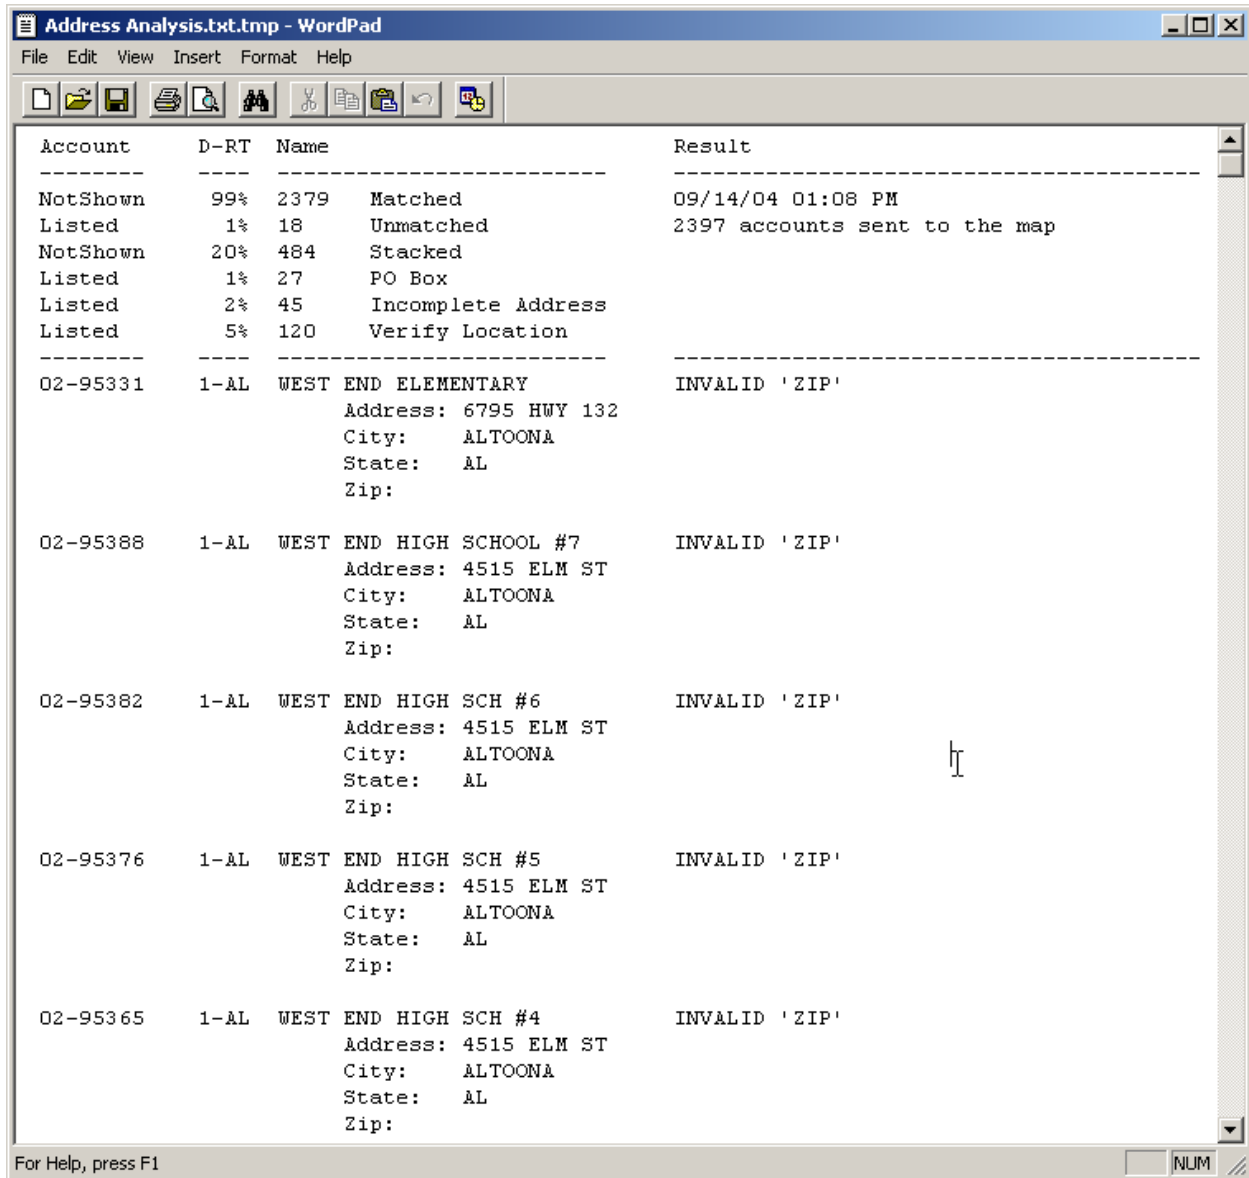 Address Analysis.txt.tmp - WordPad
File Edit View Insert Format Help
Account D-RT Name Result
-------- ---- ------------------------- ----------------------------------------
NotShown 99% 2379 Matched 09/14/04 01:08 PM
Listed 1% 18 Unmatched 2397 accounts sent to the map
NotShown 20% 484 Stacked
Listed 1% 27 PO Box
Listed 2% 45 Incomplete Address
Listed 5% 120 Verify Location
-------- ---- ------------------------- ----------------------------------------
02-95331 1-AL WEST END ELEMENTARY INVALID 'ZIP'
Address: 6795 HWY 132
City: ALTOONA
State: AL
Zip:
02-95388 1-AL WEST END HIGH SCHOOL #7 INVALID 'ZIP'
Address: 4515 ELM ST
City: ALTOONA
State: AL
Zip:
02-95382 1-AL WEST END HIGH SCH #6 INVALID 'ZIP'
Address: 4515 ELM ST
City: ALTOONA
State: AL
Zip:
02-95376 1-AL WEST END HIGH SCH #5 INVALID 'ZIP'
Address: 4515 ELM ST
City: ALTOONA
State: AL
Zip:
02-95365 1-AL WEST END HIGH SCH #4 INVALID 'ZIP'
Address: 4515 ELM ST
City: ALTOONA
State: AL
Zip:
For Help, press F1 NUM